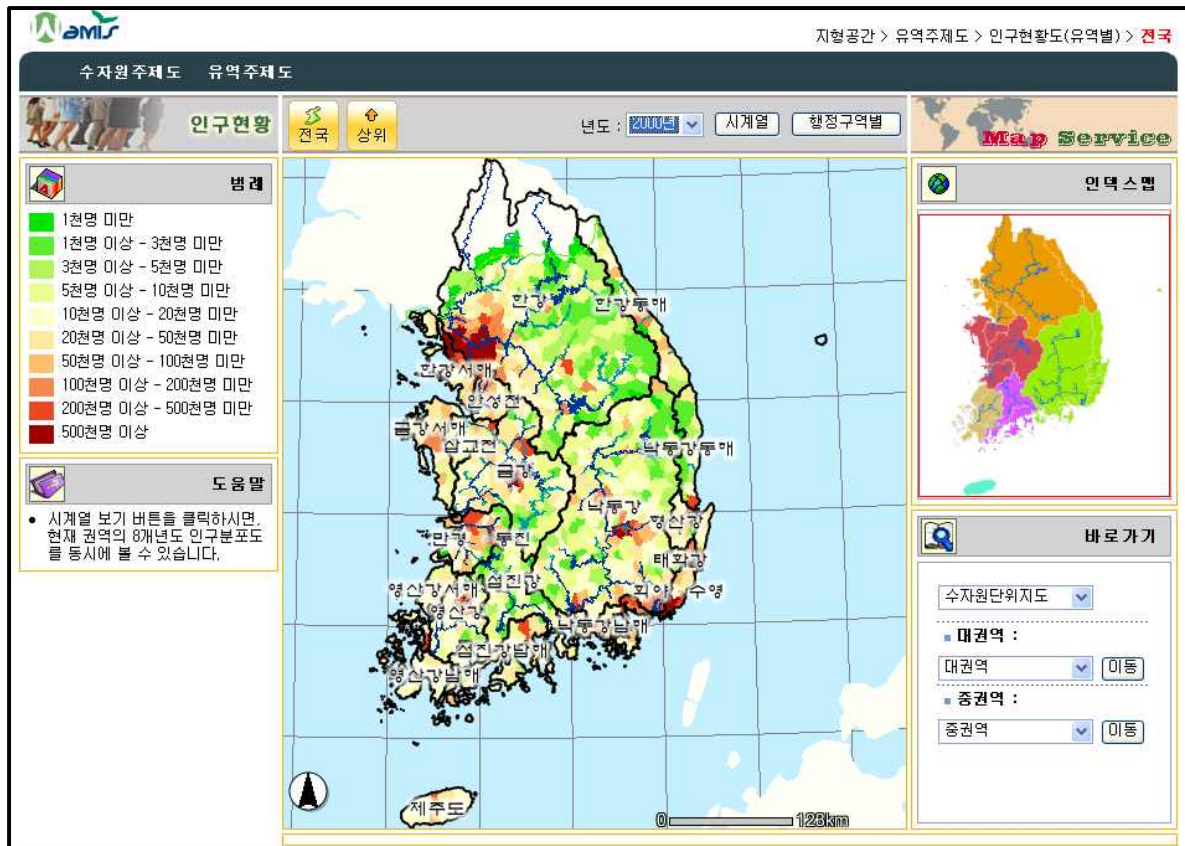 Wamis
지형공간 > 유역주제도 > 인구현황도(유역별) > 전국
수자원주제도 유역주제도
인구현황
전국
상위
년도 : 2000년
시계열
행정구역별
Map Service
범례
1천명 미만
1천명 이상 - 3천명 미만
3천명 이상 - 5천명 미만
5천명 이상 - 10천명 미만
10천명 이상 - 20천명 미만
20천명 이상 - 50천명 미만
50천명 이상 - 100천명 미만
100천명 이상 - 200천명 미만
200천명 이상 - 500천명 미만
500천명 이상
도움말
• 시계열 보기 버튼을 클릭하시면,
현재 권역의 8개년도 인구분포도
를 동시에 볼 수 있습니다.
한강
한강동해
한강서해
안성천
금강서해
삽교천
금강
낙동강동해
낙동강
형산강
만경
동진
태화강
영산강서해
섬진강
회야
수영
영산강
낙동강남해
섬진강남해
영산강남해
제주도
0
128km
인덱스맵
바로가기
수자원단위지도
대권역 :
대권역
이동
중권역 :
중권역
이동